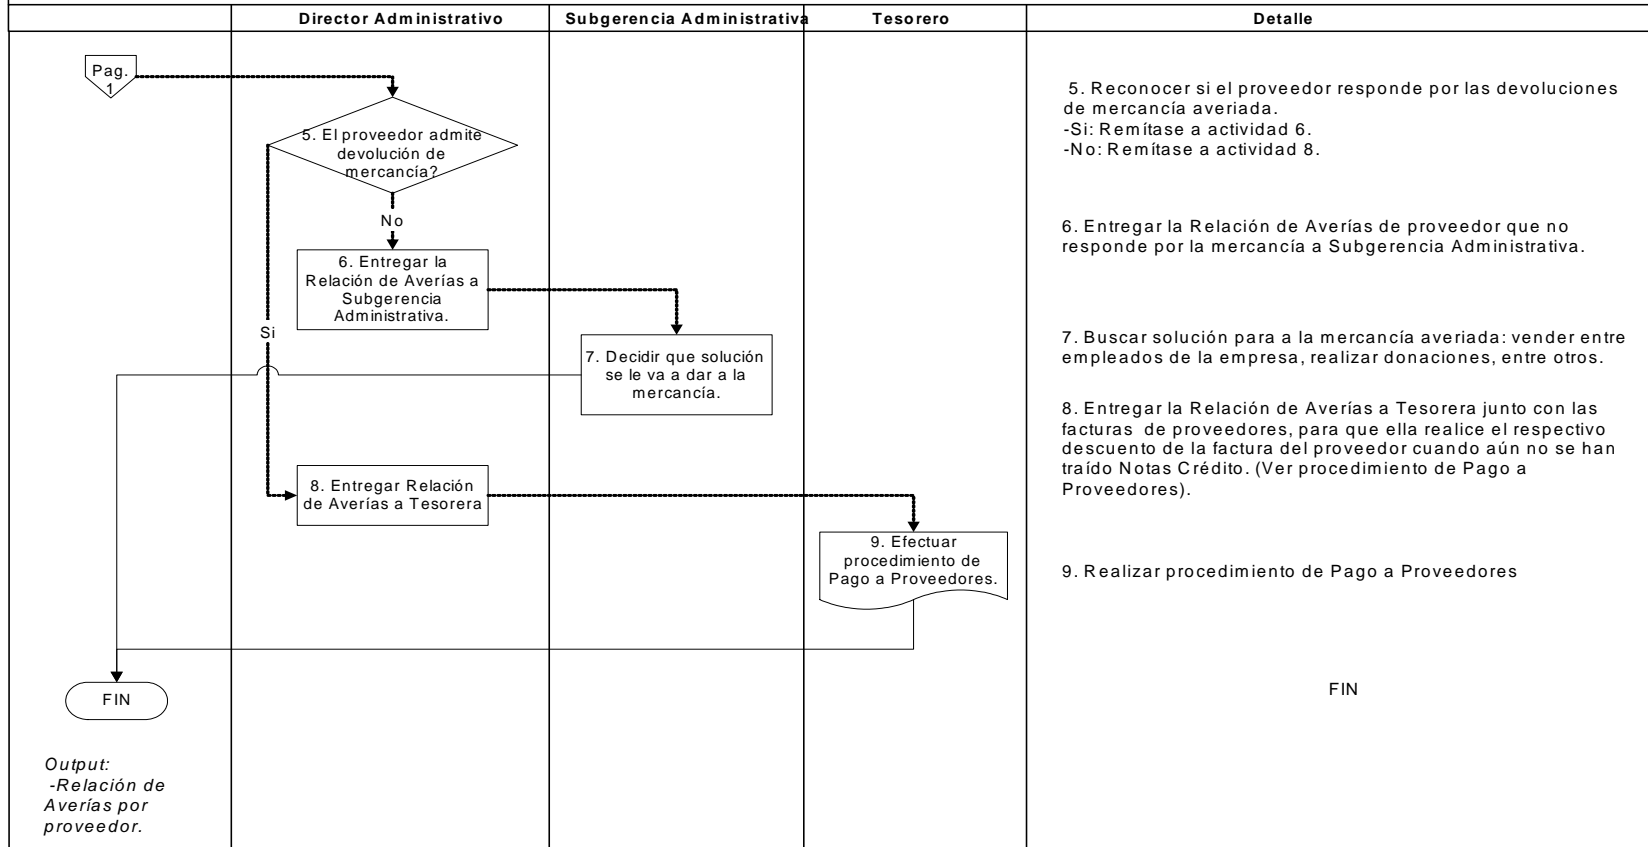 Director Administrativo
Subgerencia Administrativa
Tesorero
Detalle
Pag.
1
5. El proveedor admite
devolución de
mercancía?
No
6. Entregar la
Relación de Averías a
Subgerencia
Administrativa.
Si
7. Decidir que solución
se le va a dar a la
mercancía.
8. Entregar Relación
de Averías a Tesorera
9. Efectuar
procedimiento de
Pago a Proveedores.
FIN
Output:
-Relación de
Averías por
proveedor.
5. Reconocer si el proveedor responde por las devoluciones
de mercancía averiada.
-Si: Remítase a actividad 6.
-No: Remítase a actividad 8.
6. Entregar la Relación de Averías de proveedor que no
responde por la mercancía a Subgerencia Administrativa.
7. Buscar solución para a la mercancía averiada: vender entre
empleados de la empresa, realizar donaciones, entre otros.
8. Entregar la Relación de Averías a Tesorera junto con las
facturas de proveedores, para que ella realice el respectivo
descuento de la factura del proveedor cuando aún no se han
traído Notas Crédito. (Ver procedimiento de Pago a
Proveedores).
9. Realizar procedimiento de Pago a Proveedores
FIN